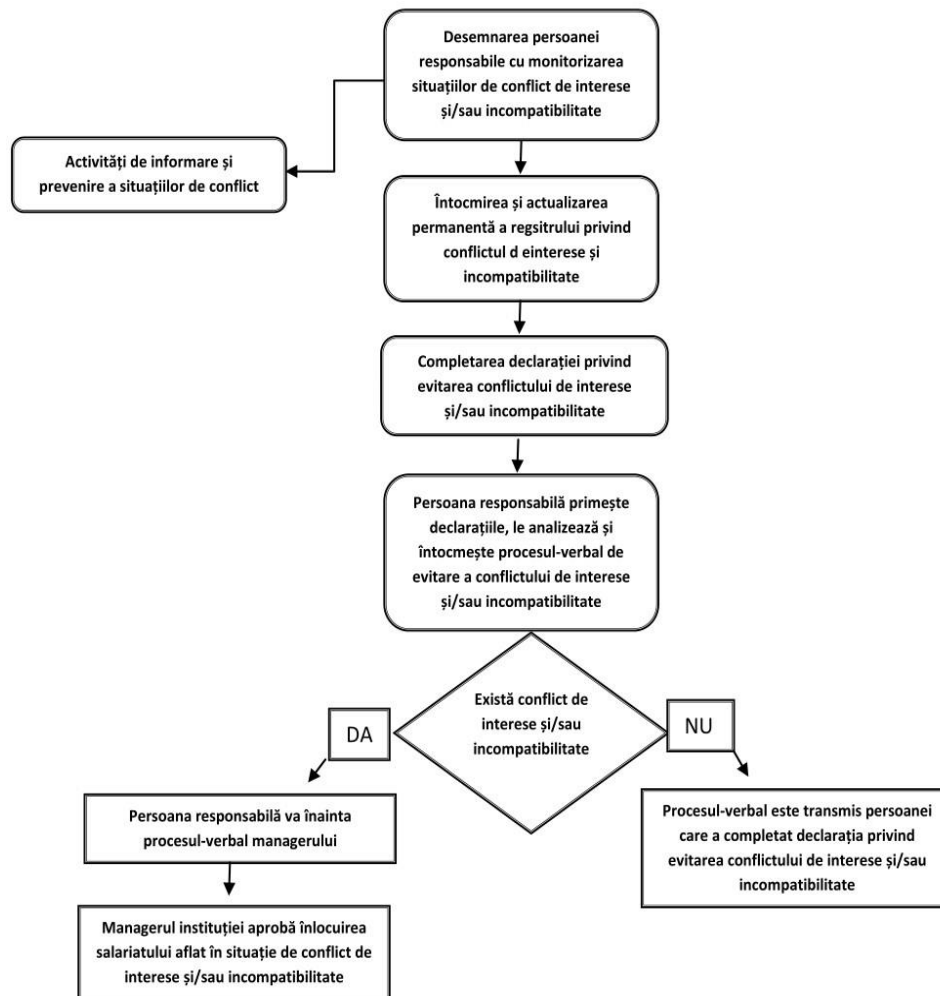 Desemnarea persoanei
responsabile cu monitorizarea
situațiilor de conflict de interese
și/sau incompatibilitate
Activități de informare și
prevenire a situațiilor de conflict
Întocmirea și actualizarea
permanentă a regsitrului privind
conflictul d einterese și
incompatibilitate
Completarea declarației privind
evitarea conflictului de interese
și/sau incompatibilitate
Persoana responsabilă primește
declarațiile, le analizează și
întocmește procesul-verbal de
evitare a conflictului de interese
și/sau incompatibilitate
Există conflict de
interese și/sau
incompatibilitate
DA
NU
Persoana responsabilă va înainta
procesul-verbal managerului
Procesul-verbal este transmis persoanei
care a completat declarația privind
evitarea conflictului de interese și/sau
incompatibilitate
Managerul instituției aprobă înlocuirea
salariatului aflat în situație de conflict de
interese și/sau incompatibilitate